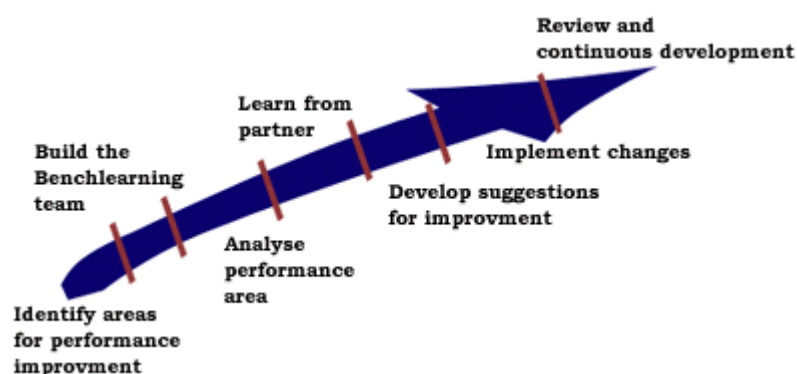 Review and
continuous development
Learn from
partner
Build the
Benchlearning
team
Implement changes
Develop suggestions
for improvment
Analyse
performance
area
Identify areas
for performance
improvment